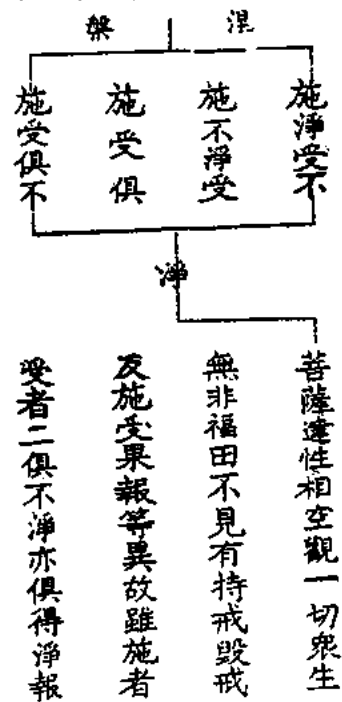 涅槃
施淨受不
施不淨受
施受俱
施受俱不
淨
菩薩達性相空觀一切眾生
無非福田不見有持戒毀戒
及施受果報等異故雖施者
受者二俱不淨亦俱得淨報